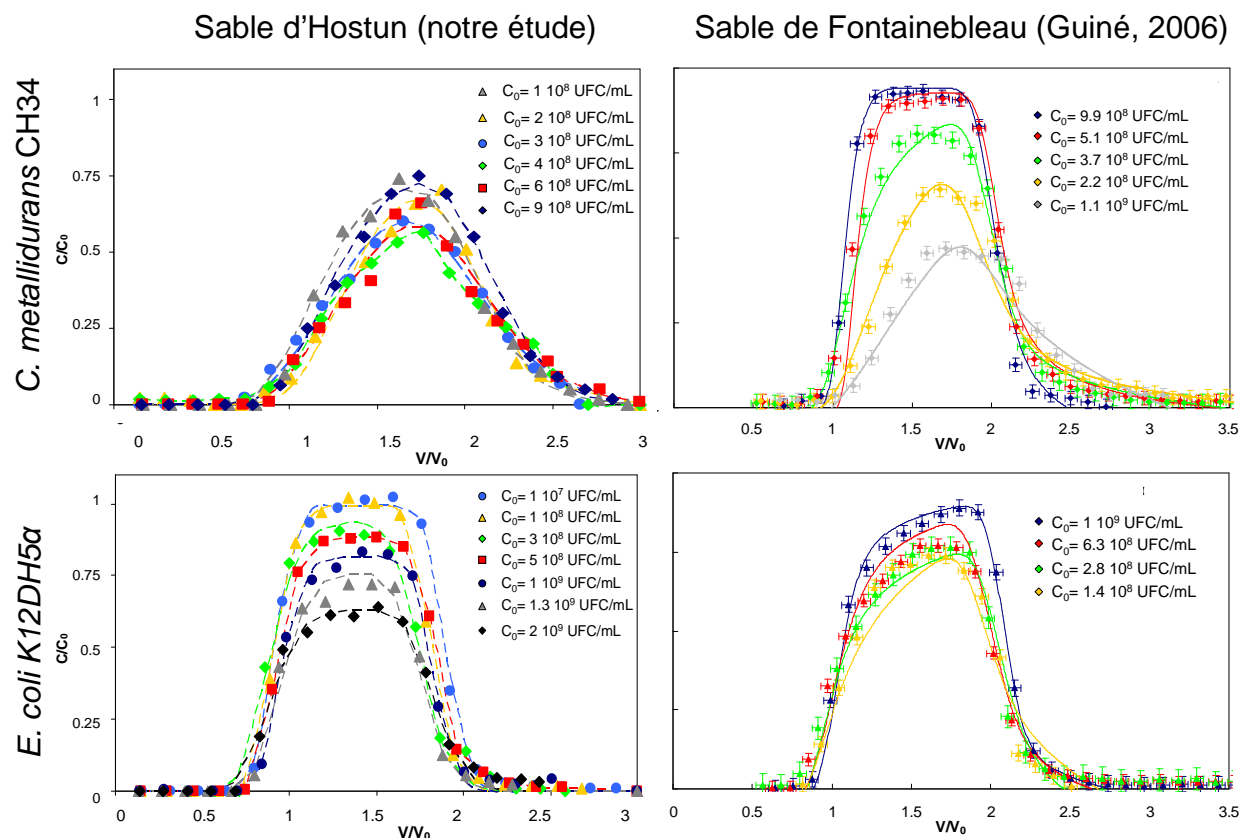 Sable d'Hostun (notre étude)
Sable de Fontainebleau (Guiné, 2006)
C. metallidurans CH34
C/C₀
1
0.75
0.5
0.25
0
-
0
0.5
1
1.5
2
2.5
3
V/V₀
C₀= 1 10⁸ UFC/mL
C₀= 2 10⁸ UFC/mL
C₀= 3 10⁸ UFC/mL
C₀= 4 10⁸ UFC/mL
C₀= 6 10⁸ UFC/mL
C₀= 9 10⁸ UFC/mL
C₀= 9.9 10⁸ UFC/mL
C₀= 5.1 10⁸ UFC/mL
C₀= 3.7 10⁸ UFC/mL
C₀= 2.2 10⁸ UFC/mL
C₀= 1.1 10⁹ UFC/mL
0.5
1
1.5
2
2.5
3
3.5
V/V₀
E. coli K12DH5α
C/C₀
1
0.75
0.5
0.25
0
0
0.5
1
1.5
2
2.5
3
V/V₀
C₀= 1 10⁷ UFC/mL
C₀= 1 10⁸ UFC/mL
C₀= 3 10⁸ UFC/mL
C₀= 5 10⁸ UFC/mL
C₀= 1 10⁹ UFC/mL
C₀= 1.3 10⁹ UFC/mL
C₀= 2 10⁹ UFC/mL
C₀= 1 10⁹ UFC/mL
C₀= 6.3 10⁸ UFC/mL
C₀= 2.8 10⁸ UFC/mL
C₀= 1.4 10⁸ UFC/mL
0.5
1
1.5
2
2.5
3
3.5
V/V₀